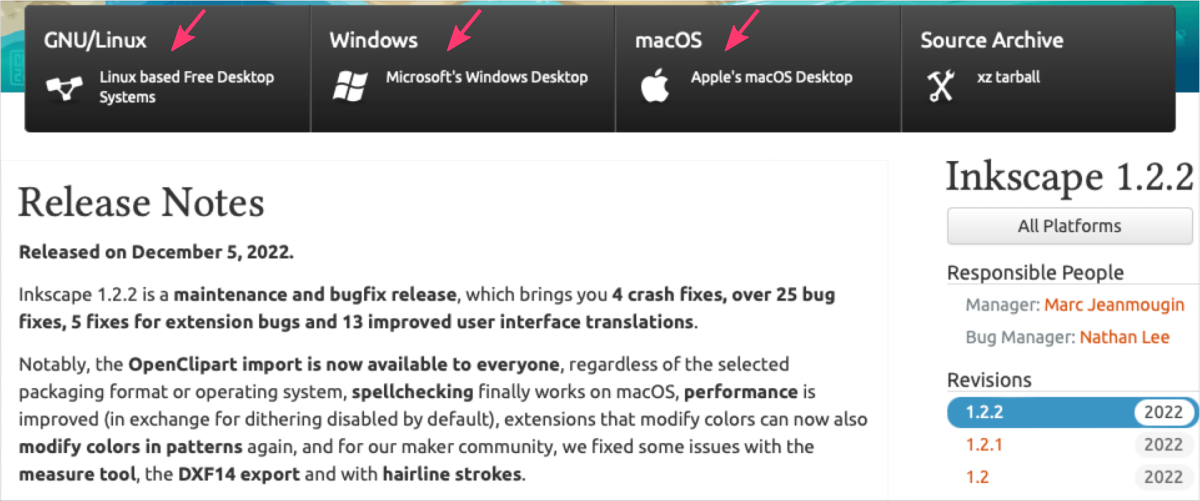 GNU/Linux
Linux based Free Desktop
Systems
Windows
Microsoft's Windows Desktop
macOS
Apple's macOS Desktop
Source Archive
xz tarball
Release Notes
Released on December 5, 2022.
Inkscape 1.2.2 is a maintenance and bugfix release, which brings you 4 crash fixes, over 25 bug
fixes, 5 fixes for extension bugs and 13 improved user interface translations.
Notably, the OpenClipart import is now available to everyone, regardless of the selected
packaging format or operating system, spellchecking finally works on macOS, performance is
improved (in exchange for dithering disabled by default), extensions that modify colors can now also
modify colors in patterns again, and for our maker community, we fixed some issues with the
measure tool, the DXF14 export and with hairline strokes.
Inkscape 1.2.2
All Platforms
Responsible People
Manager: Marc Jeanmougin
Bug Manager: Nathan Lee
Revisions
1.2.2 2022
1.2.1 2022
1.2 2022